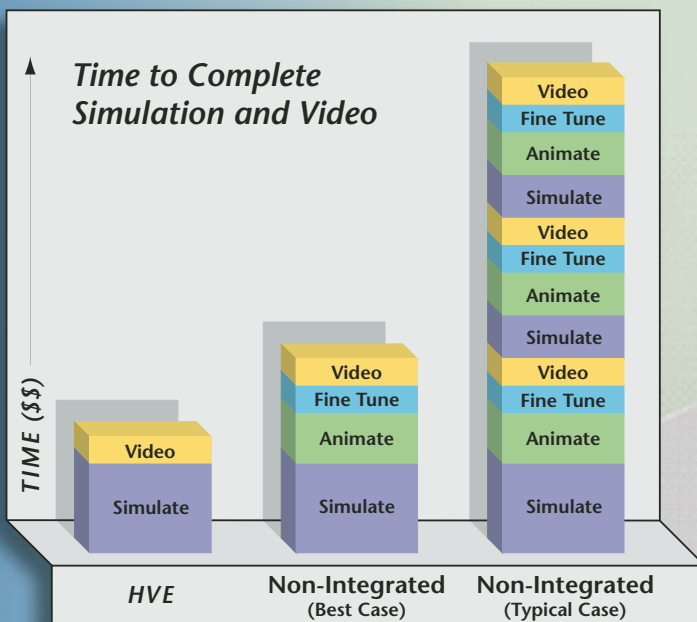 Time to Complete
Simulation and Video
TIME ($$)
Video
Simulate
Video
Fine Tune
Animate
Simulate
Video
Fine Tune
Animate
Simulate
Video
Fine Tune
Animate
Simulate
Video
Fine Tune
Animate
Simulate
HVE
Non-Integrated
(Best Case)
Non-Integrated
(Typical Case)